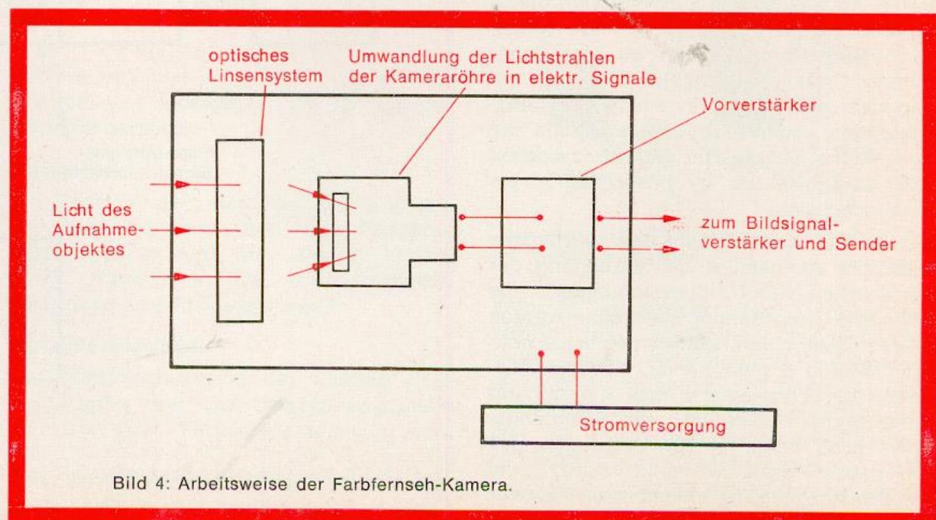 optisches
Linsensystem
Umwandlung der Lichtstrahlen
der Kameraröhre in elektr. Signale
Vorverstärker
Licht des
Aufnahme-
objektes
zum Bildsignal-
verstärker und Sender
Stromversorgung
Bild 4: Arbeitsweise der Farbfernseh-Kamera.